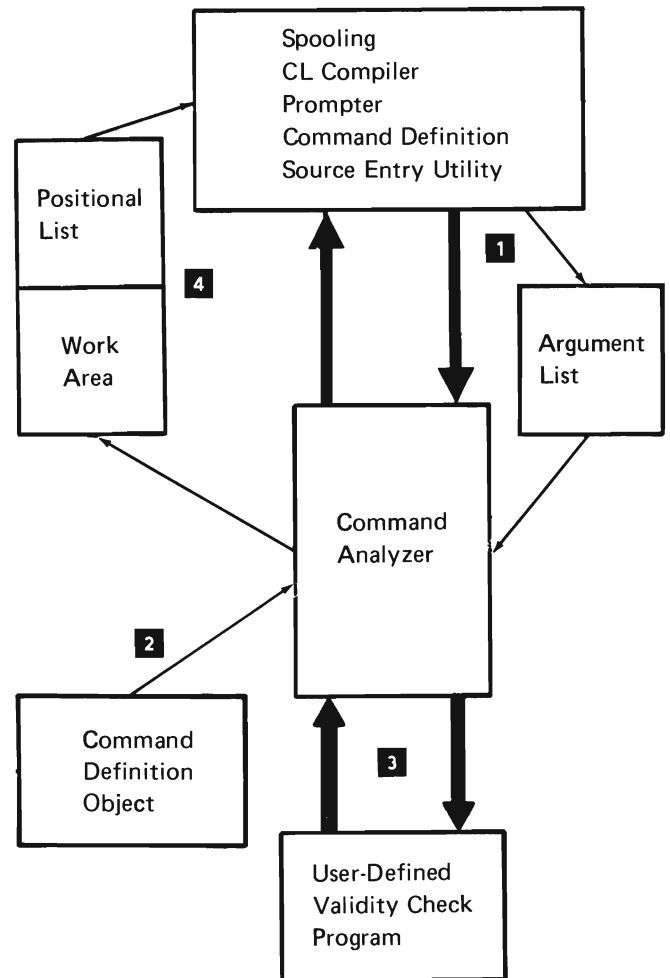 Spooling
CL Compiler
Prompter
Command Definition
Source Entry Utility
Positional
List
1
4
Argument
List
Work
Area
Command
Analyzer
2
Command
Definition
Object
3
User-Defined
Validity Check
Program